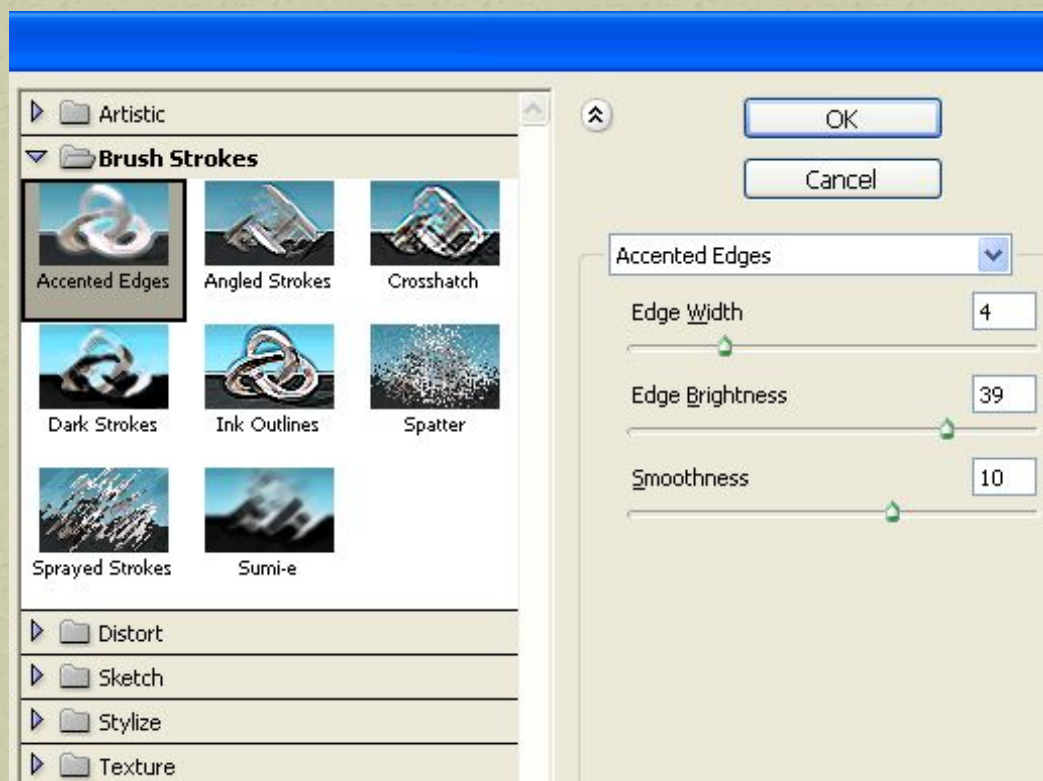 Artistic
Brush Strokes
Accented Edges
Angled Strokes
Crosshatch
Dark Strokes
Ink Outlines
Spatter
Sprayed Strokes
Sumi-e
Distort
Sketch
Stylize
Texture
OK
Cancel
Accented Edges
Edge Width 4
Edge Brightness 39
Smoothness 10